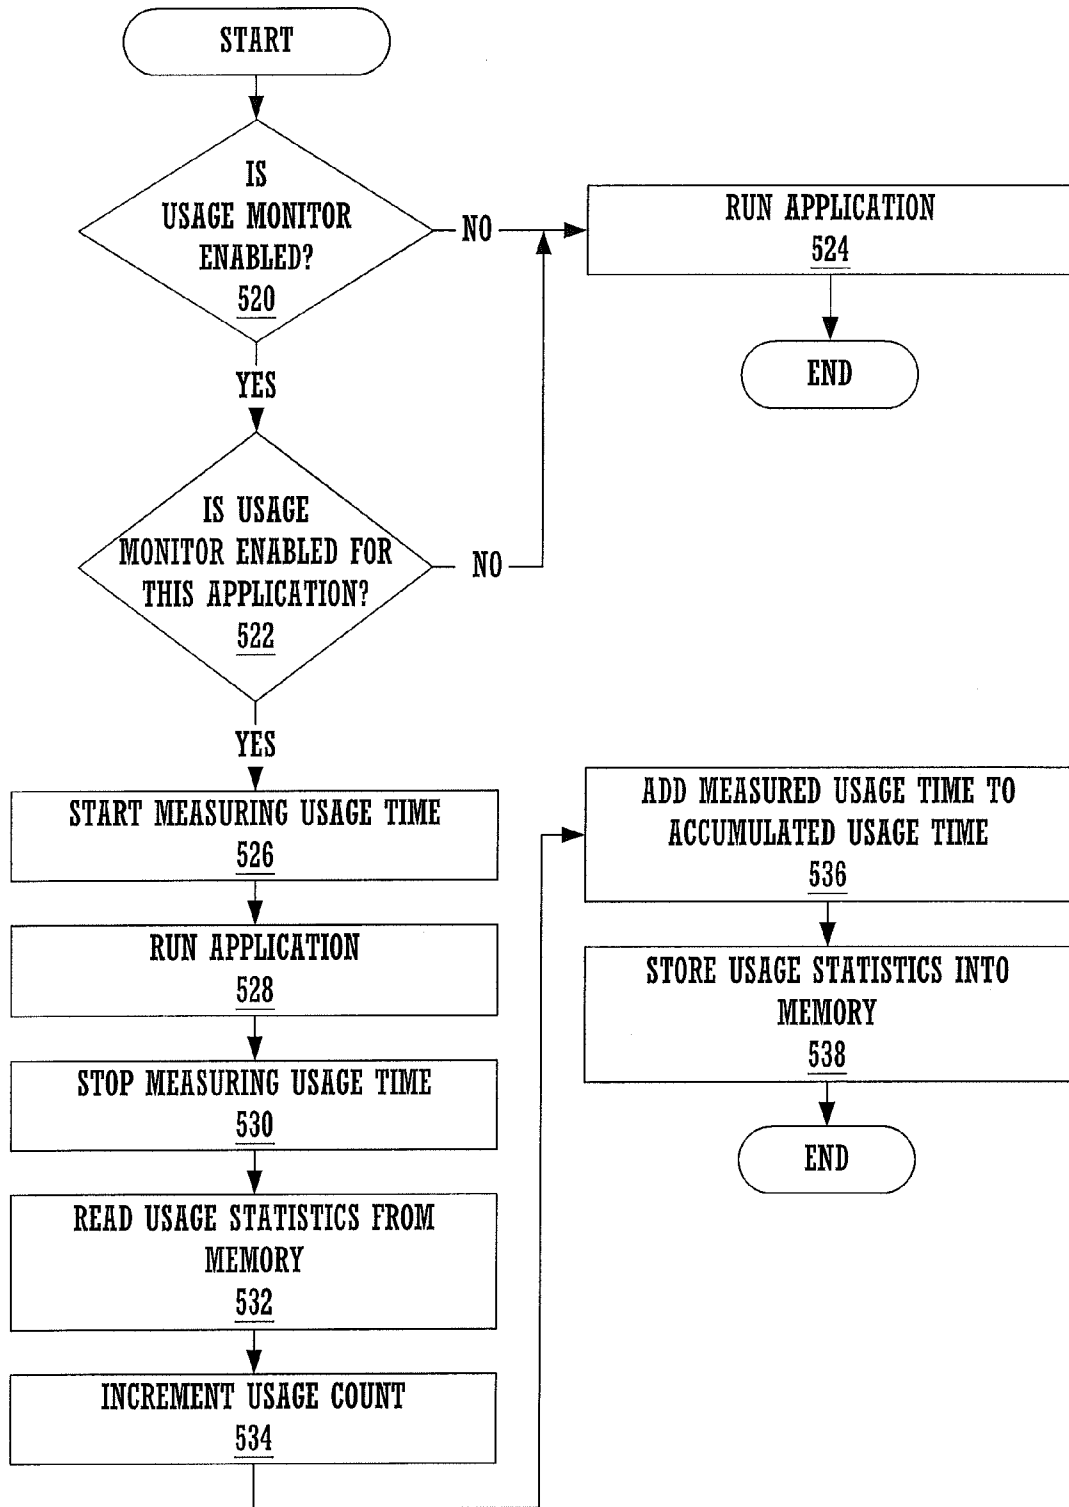 START
IS
USAGE MONITOR
ENABLED?
520
NO
RUN APPLICATION
524
END
YES
IS USAGE
MONITOR ENABLED FOR
THIS APPLICATION?
522
NO
YES
START MEASURING USAGE TIME
526
RUN APPLICATION
528
STOP MEASURING USAGE TIME
530
READ USAGE STATISTICS FROM
MEMORY
532
INCREMENT USAGE COUNT
534
ADD MEASURED USAGE TIME TO
ACCUMULATED USAGE TIME
536
STORE USAGE STATISTICS INTO
MEMORY
538
END